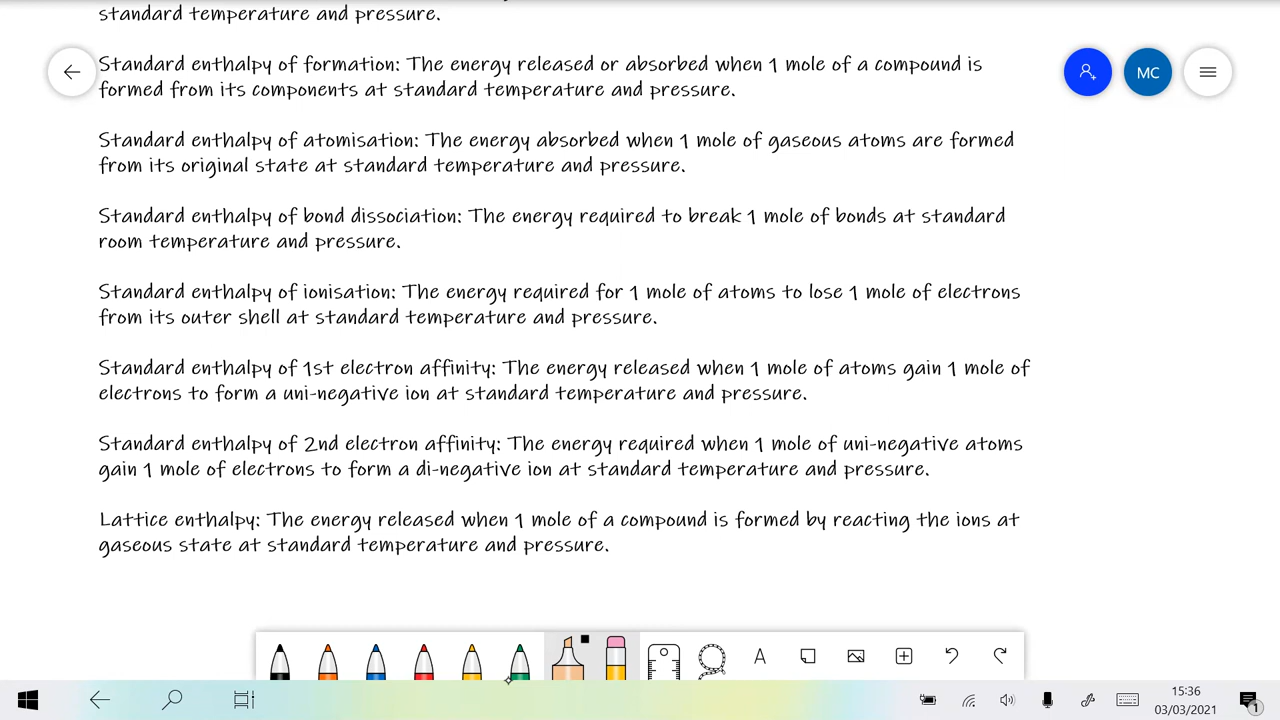 standard temperature and pressure.
Standard enthalpy of formation: The energy released or absorbed when 1 mole of a compound is
formed from its components at standard temperature and pressure.
MC
Standard enthalpy of atomisation: The energy absorbed when 1 mole of gaseous atoms are formed
from its original state at standard temperature and pressure.
Standard enthalpy of bond dissociation: The energy required to break 1 mole of bonds at standard
room temperature and pressure.
Standard enthalpy of ionisation: The energy required for 1 mole of atoms to lose 1 mole of electrons
from its outer shell at standard temperature and pressure.
Standard enthalpy of 1st electron affinity: The energy released when 1 mole of atoms gain 1 mole of
electrons to form a uni-negative ion at standard temperature and pressure.
Standard enthalpy of 2nd electron affinity: The energy required when 1 mole of uni-negative atoms
gain 1 mole of electrons to form a di-negative ion at standard temperature and pressure.
Lattice enthalpy: The energy released when 1 mole of a compound is formed by reacting the ions at
gaseous state at standard temperature and pressure.
A
15:36
03/03/2021
1